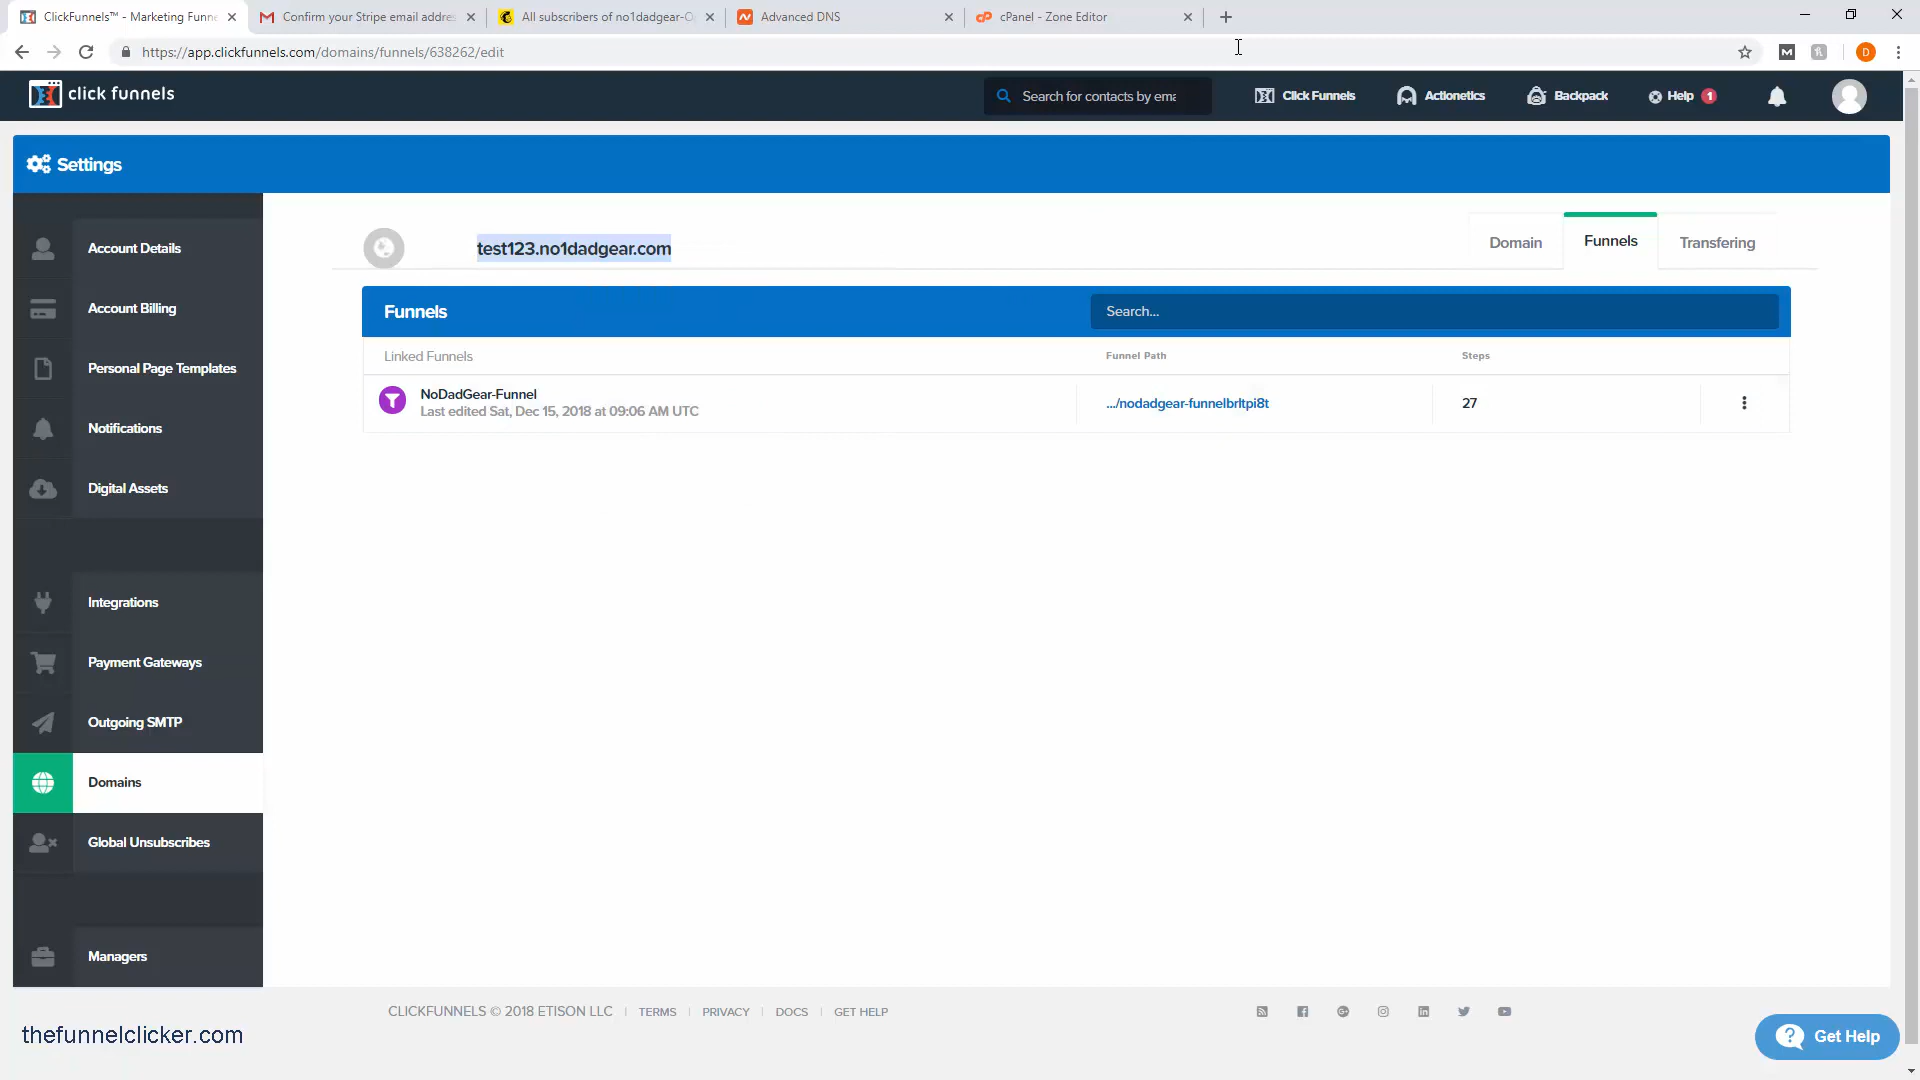 ClickFunnels™ - Marketing Funne
Confirm your Stripe email addre
All subscribers of no1dadgear-O
Advanced DNS
cPanel - Zone Editor
https://app.clickfunnels.com/domains/funnels/638262/edit
D
click funnels
Search for contacts by ema
Click Funnels
Actionetics
Backpack
Help 1
Settings
Account Details
Account Billing
Personal Page Templates
Notifications
Digital Assets
Integrations
Payment Gateways
Outgoing SMTP
Domains
Global Unsubscribes
Managers
test123.no1dadgear.com
Domain
Funnels
Transfering
Funnels
Search...
Linked Funnels
Funnel Path
Steps
NoDadGear-Funnel
Last edited Sat, Dec 15, 2018 at 09:06 AM UTC
.../nodadgear-funnelbrltpi8t
27
CLICKFUNNELS © 2018 ETISON LLC
TERMS
PRIVACY
DOCS
GET HELP
thefunnelclicker.com
Get Help